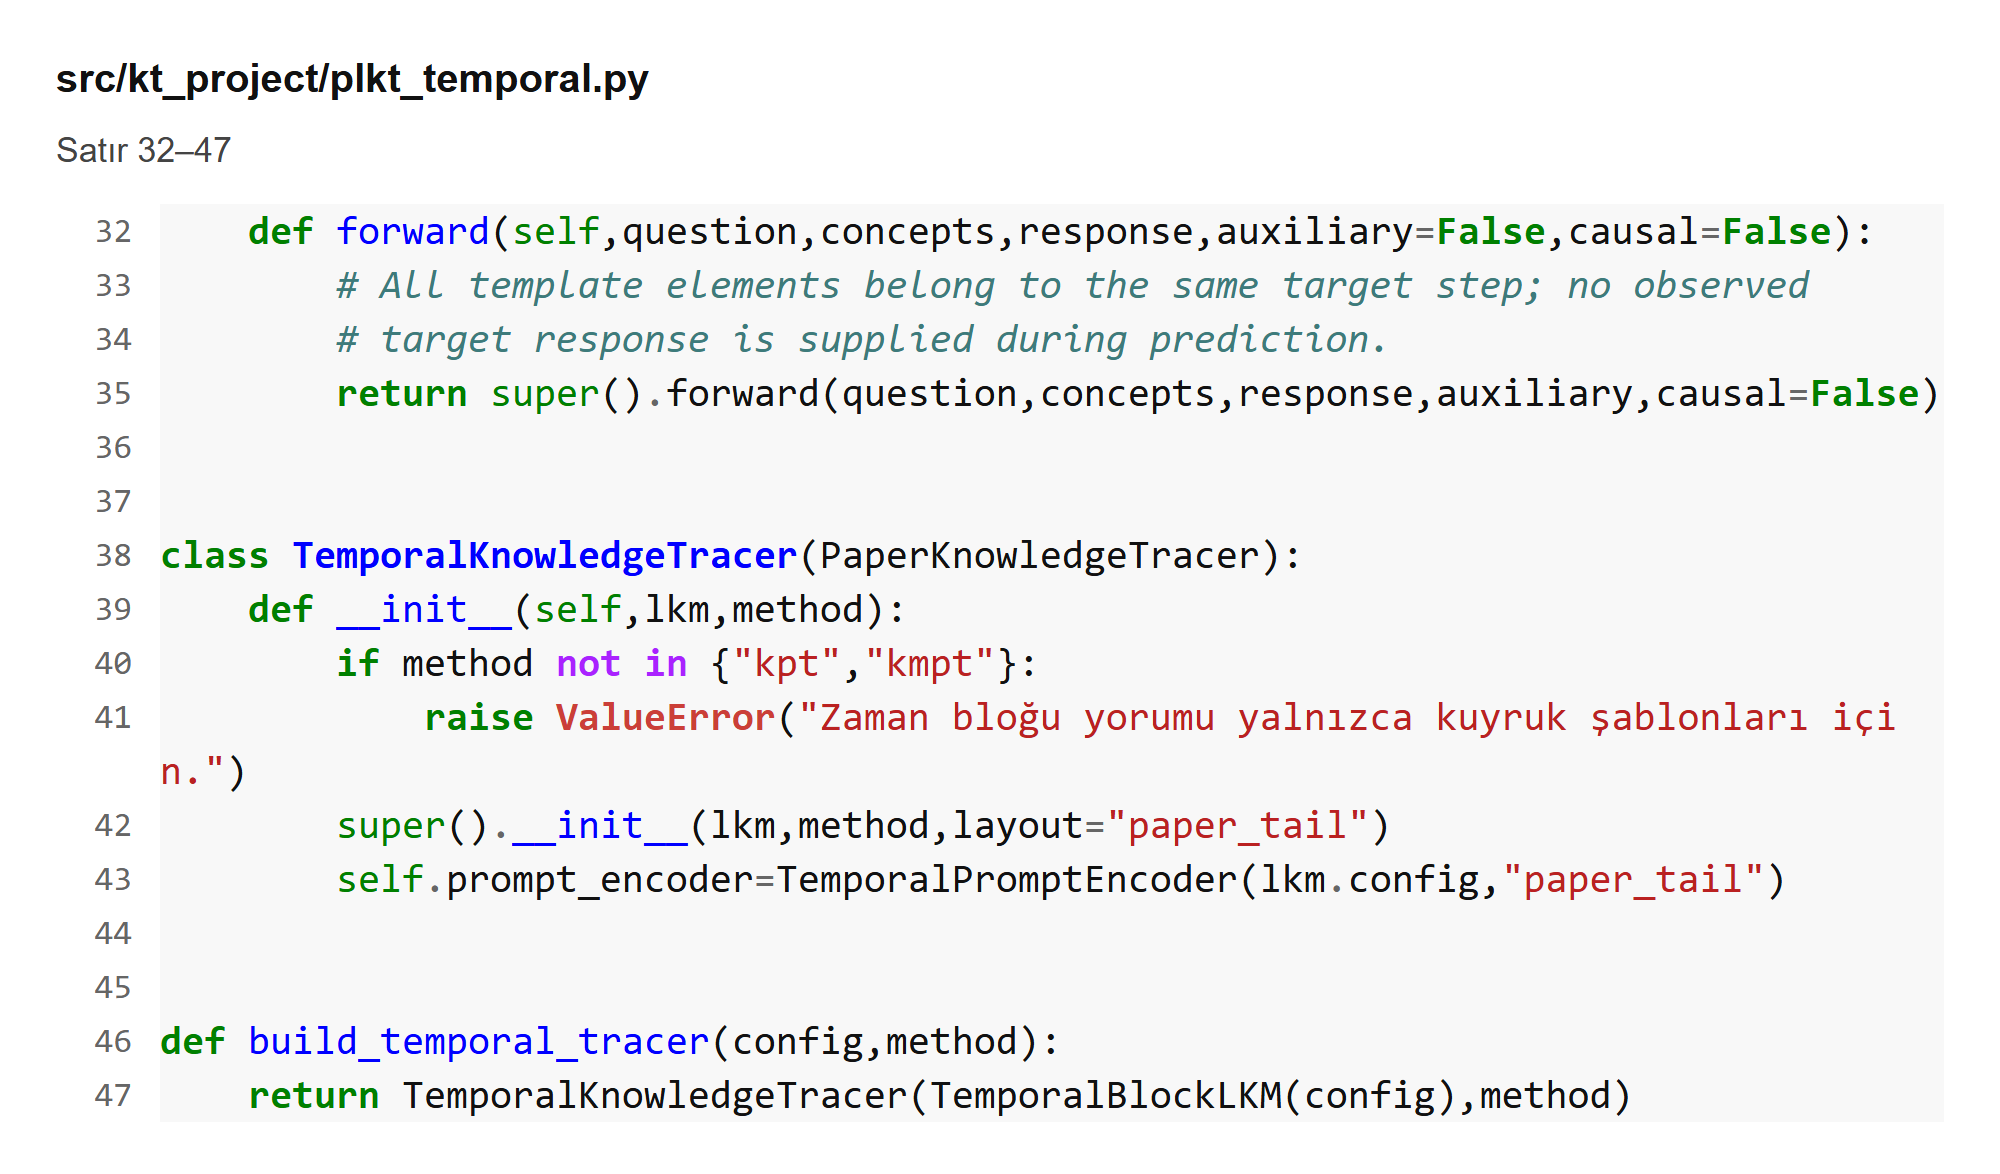 src/kt_project/plkt_temporal.py
Satır 32–47
32     def forward(self,question,concepts,response,auxiliary=False,causal=False):
33         # All template elements belong to the same target step; no observed
34         # target response is supplied during prediction.
35         return super().forward(question,concepts,response,auxiliary,causal=False)
36
37
38 class TemporalKnowledgeTracer(PaperKnowledgeTracer):
39     def __init__(self,lkm,method):
40         if method not in {"kpt","kmpt"}:
41             raise ValueError("Zaman bloğu yorumu yalnızca kuyruk şablonları içi
n.")
42         super().__init__(lkm,method,layout="paper_tail")
43         self.prompt_encoder=TemporalPromptEncoder(lkm.config,"paper_tail")
44
45
46 def build_temporal_tracer(config,method):
47     return TemporalKnowledgeTracer(TemporalBlockLKM(config),method)